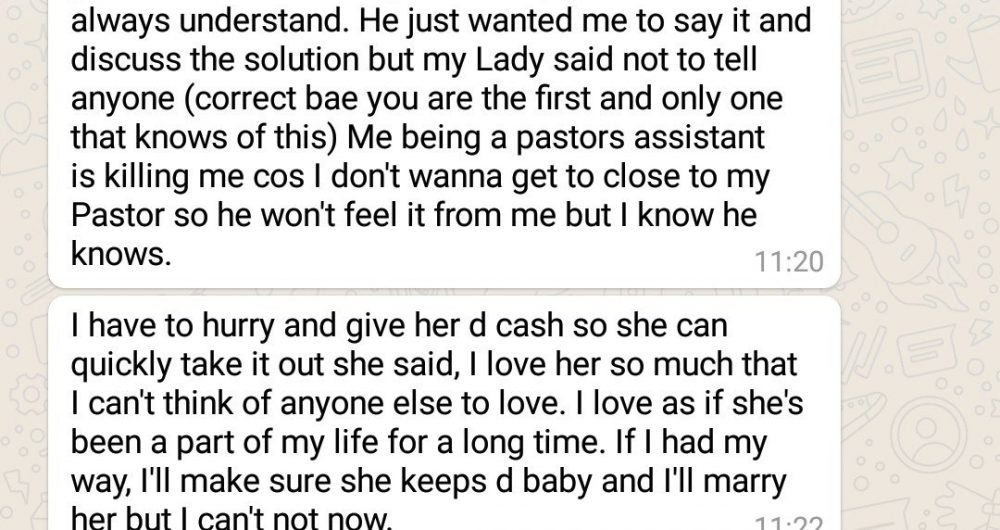 always understand. He just wanted me to say it and
discuss the solution but my Lady said not to tell
anyone (correct bae you are the first and only one
that knows of this) Me being a pastors assistant
is killing me cos I don't wanna get to close to my
Pastor so he won't feel it from me but I know he
knows.
11:20
I have to hurry and give her d cash so she can
quickly take it out she said, I love her so much that
I can't think of anyone else to love. I love as if she's
been a part of my life for a long time. If I had my
way, I'll make sure she keeps d baby and I'll marry
her but I can't not now.
11:22